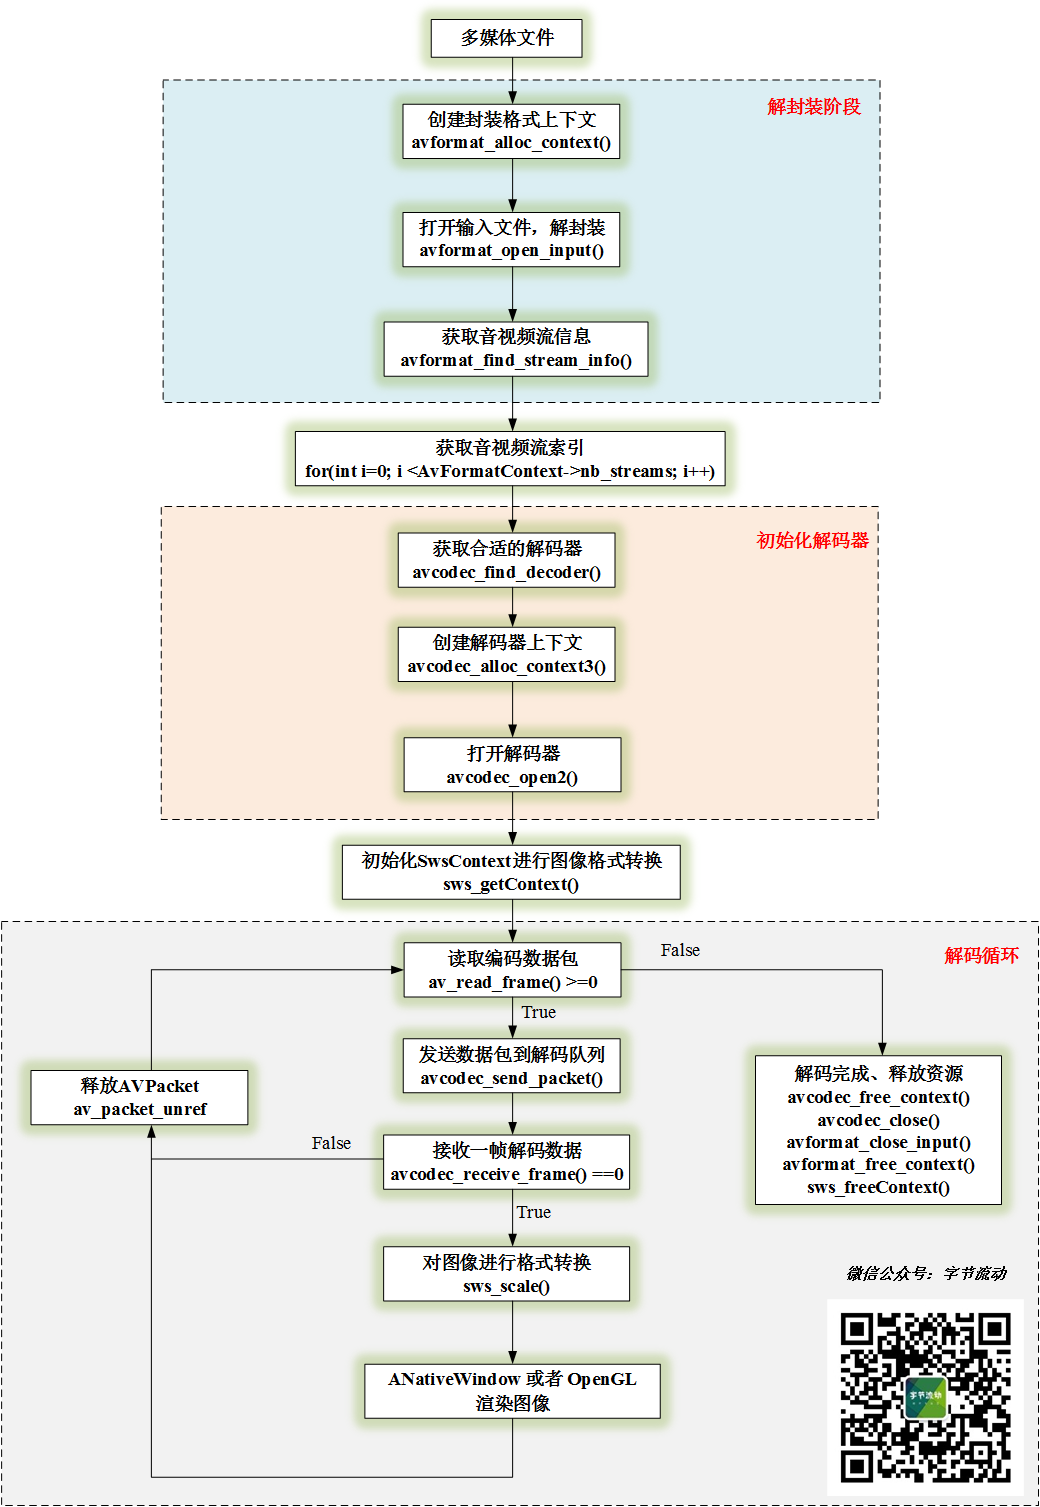 多媒体文件
解封装阶段
创建封装格式上下文
avformat_alloc_context()
打开输入文件，解封装
avformat_open_input()
获取音视频流信息
avformat_find_stream_info()
获取音视频流索引
for(int i=0; i <AvFormatContext->nb_streams; i++)
初始化解码器
获取合适的解码器
avcodec_find_decoder()
创建解码器上下文
avcodec_alloc_context3()
打开解码器
avcodec_open2()
初始化SwsContext进行图像格式转换
sws_getContext()
解码循环
读取编码数据包
av_read_frame() >=0
False
True
发送数据包到解码队列
avcodec_send_packet()
释放AVPacket
av_packet_unref
解码完成、释放资源
avcodec_free_context()
avcodec_close()
avformat_close_input()
avformat_free_context()
sws_freeContext()
False
接收一帧解码数据
avcodec_receive_frame() ==0
True
对图像进行格式转换
sws_scale()
微信公众号：字节流动
ANativeWindow 或者 OpenGL
渲染图像
字节流动